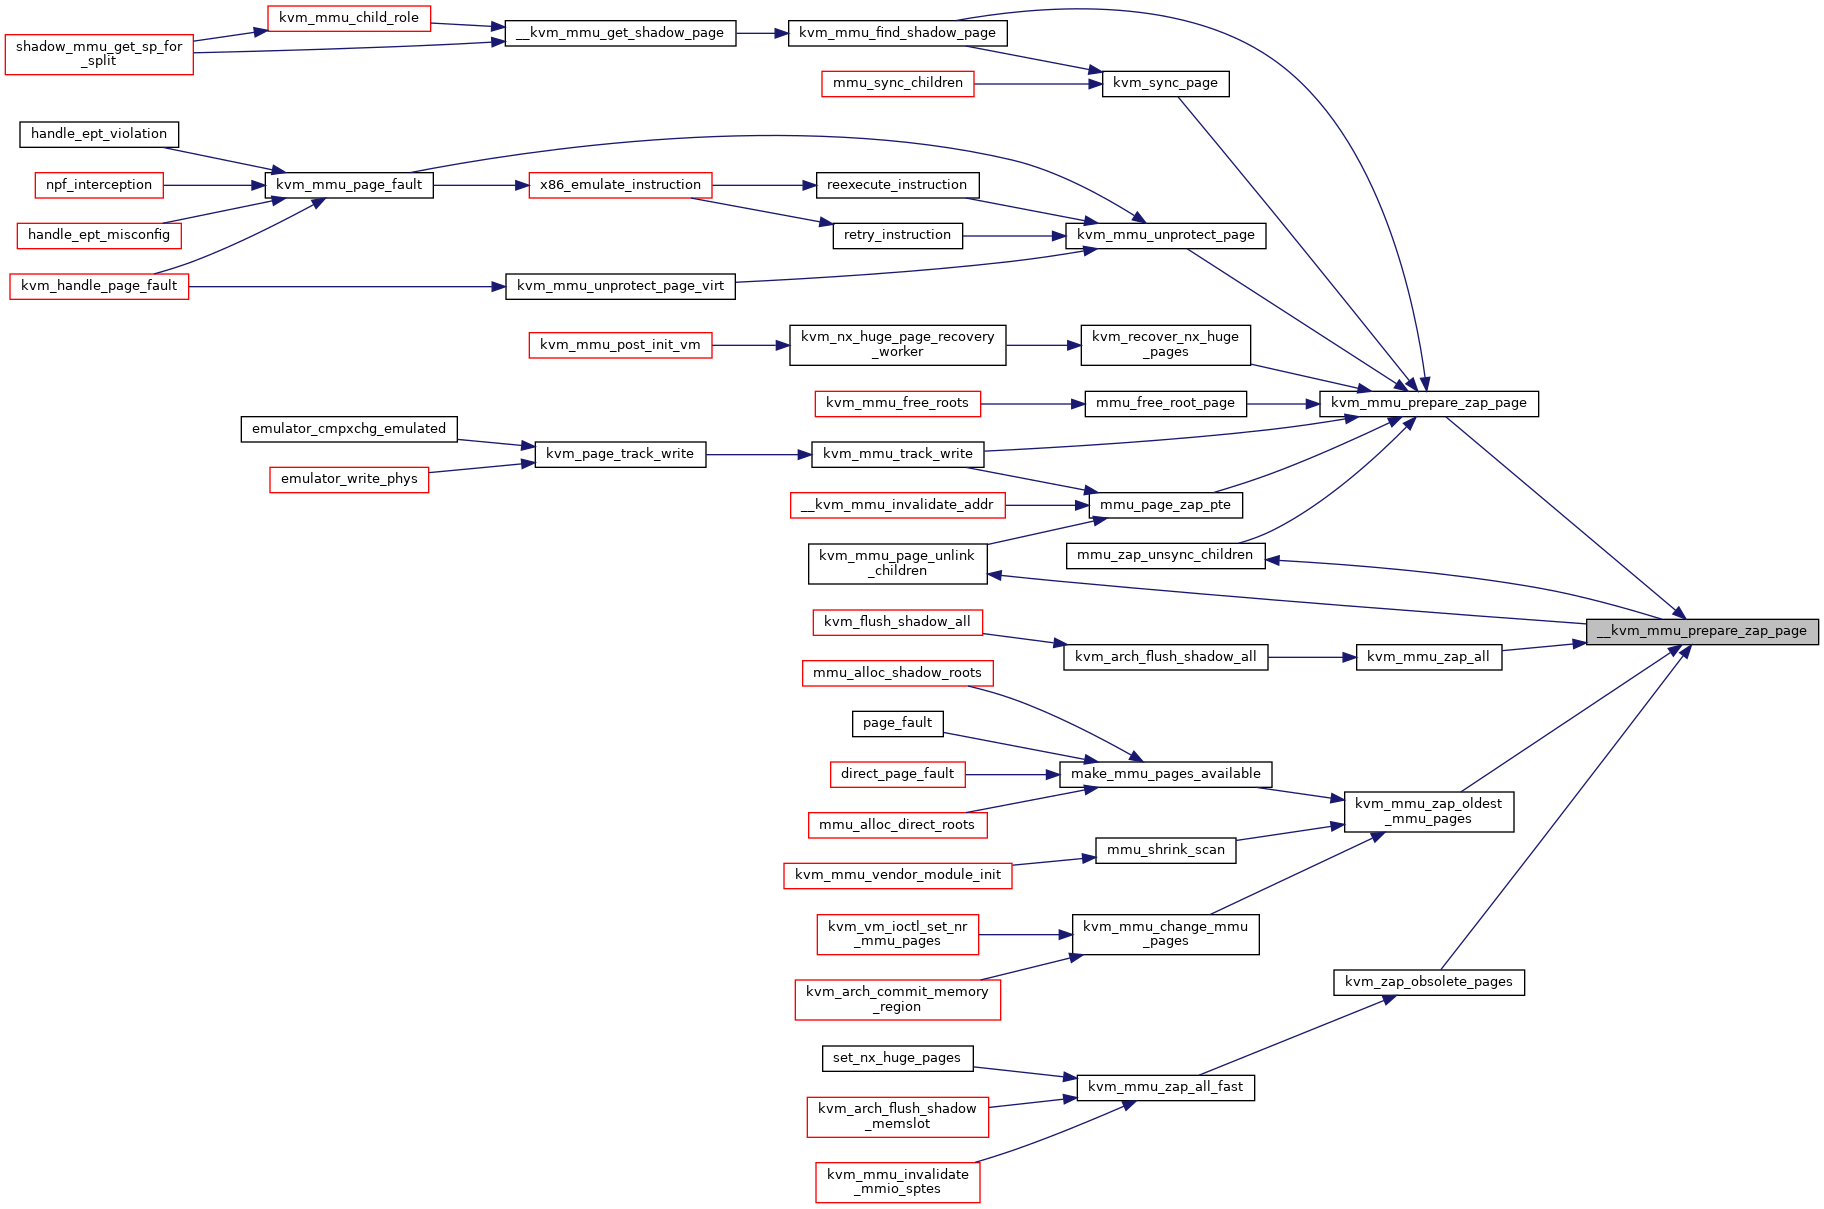 kvm_mmu_child_role
shadow_mmu_get_sp_for
_split
__kvm_mmu_get_shadow_page
kvm_mmu_find_shadow_page
mmu_sync_children
kvm_sync_page
handle_ept_violation
npf_interception
kvm_mmu_page_fault
x86_emulate_instruction
reexecute_instruction
handle_ept_misconfig
retry_instruction
kvm_mmu_unprotect_page
kvm_handle_page_fault
kvm_mmu_unprotect_page_virt
kvm_mmu_post_init_vm
kvm_nx_huge_page_recovery
_worker
kvm_recover_nx_huge
_pages
kvm_mmu_free_roots
mmu_free_root_page
kvm_mmu_prepare_zap_page
emulator_cmpxchg_emulated
kvm_page_track_write
kvm_mmu_track_write
emulator_write_phys
__kvm_mmu_invalidate_addr
mmu_page_zap_pte
kvm_mmu_page_unlink
_children
mmu_zap_unsync_children
kvm_flush_shadow_all
__kvm_mmu_prepare_zap_page
kvm_arch_flush_shadow_all
kvm_mmu_zap_all
mmu_alloc_shadow_roots
page_fault
direct_page_fault
make_mmu_pages_available
mmu_alloc_direct_roots
kvm_mmu_zap_oldest
_mmu_pages
mmu_shrink_scan
kvm_mmu_vendor_module_init
kvm_vm_ioctl_set_nr
_mmu_pages
kvm_mmu_change_mmu
_pages
kvm_arch_commit_memory
_region
kvm_zap_obsolete_pages
set_nx_huge_pages
kvm_mmu_zap_all_fast
kvm_arch_flush_shadow
_memslot
kvm_mmu_invalidate
_mmio_sptes